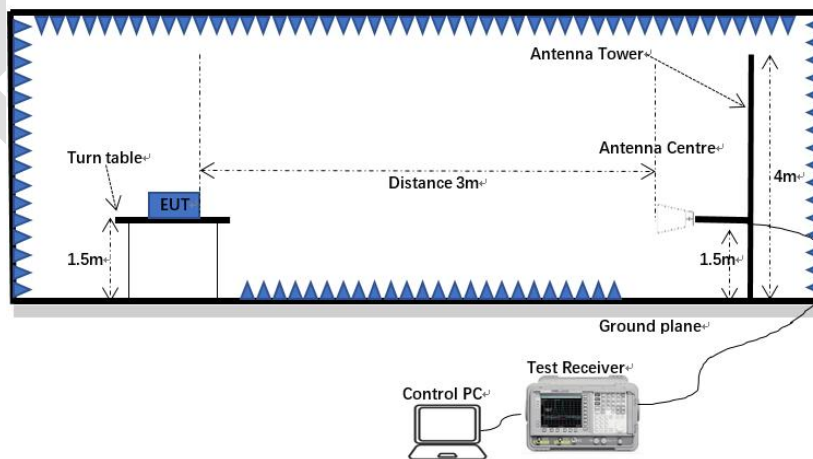 Antenna Tower
Turn table
Antenna Centre
Distance 3m
4m
EUT
1.5m
1.5m
Ground plane
Test Receiver
Control PC